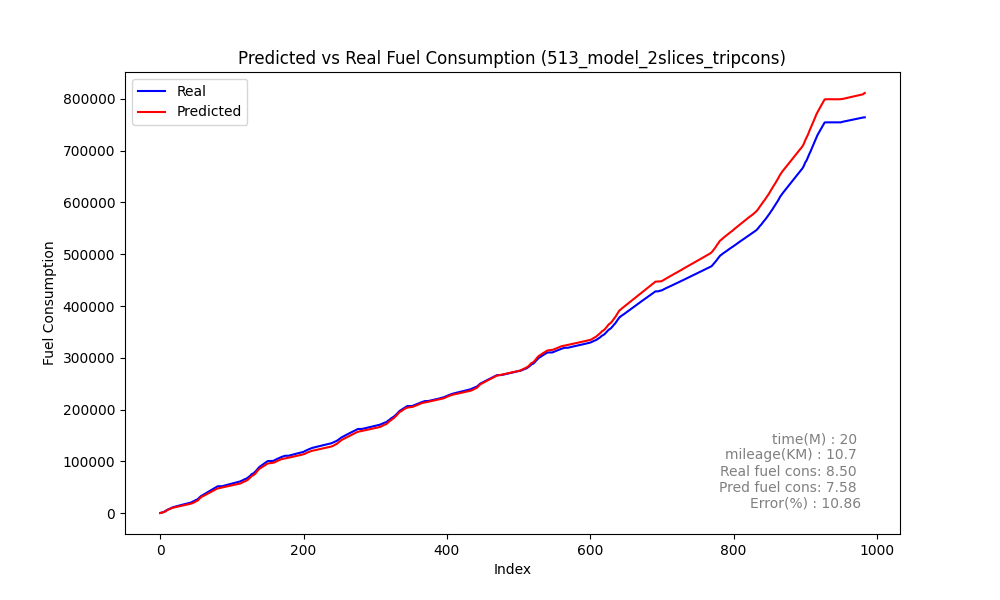 Predicted vs Real Fuel Consumption (513_model_2slices_tripcons)
Real
Predicted
800000
700000
600000
500000
400000
300000
200000
100000
0
Fuel Consumption
time(M) : 20
mileage(KM) : 10.7
Real fuel cons: 8.50
Pred fuel cons: 7.58
Error(%) : 10.86
0 200 400 600 800 1000
Index